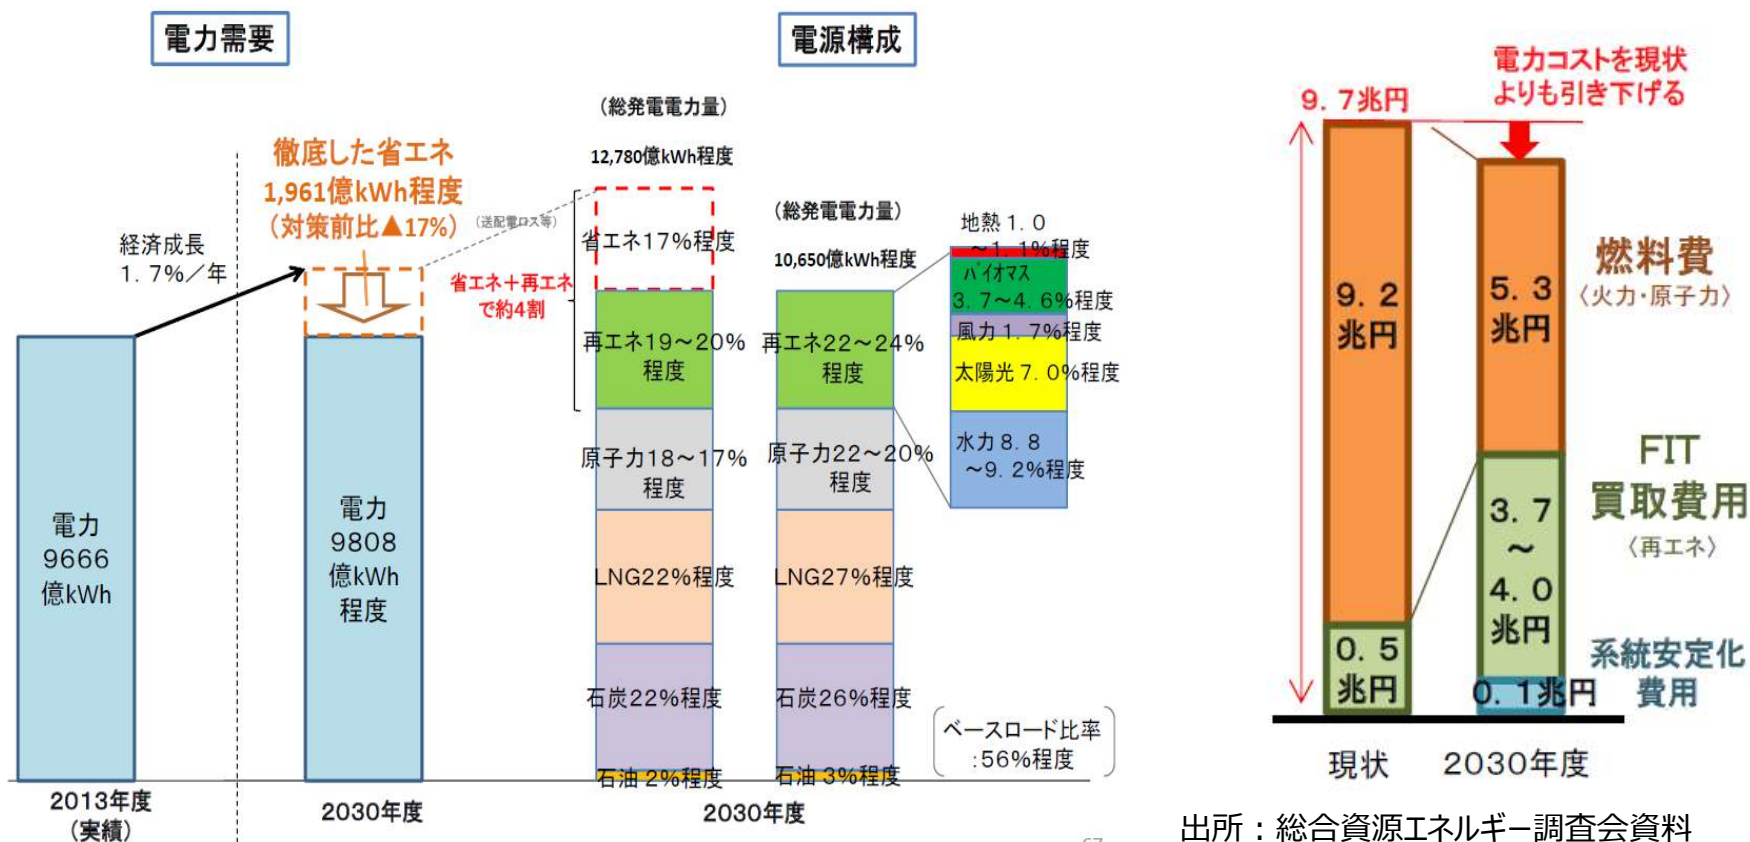 電力需要
電源構成
徹底した省エネ
1,961億kWh程度
(対策前比▲17%)
経済成長
1.7%/年
電力
9666
億kWh
電力
9808
億kWh
程度
2013年度
(実績)
2030年度
(送配電ロス等)
(総発電電力量)
12,780億kWh程度
省エネ17%程度
省エネ+再エネ
で約4割
再エネ19~20%
程度
原子力18~17%
程度
LNG22%程度
石炭22%程度
石油 2%程度
(総発電電力量)
10,650億kWh程度
再エネ22~24%
程度
原子力22~20%
程度
LNG27%程度
石炭26%程度
石油 3%程度
2030年度
地熱 1.0
~1.1%程度
バイオマス
3.7~4.6%程度
風力 1.7%程度
太陽光 7.0%程度
水力 8.8
~9.2%程度
ベースロード比率
:56%程度
電力コストを現状
よりも引き下げる
9.7兆円
9.2
兆円
0.5
兆円
5.3
兆円
3.7
~
4.0
兆円
0.1兆円
燃料費
〈火力・原子力〉
FIT
買取費用
〈再エネ〉
系統安定化
費用
現状
2030年度
出所:総合資源エネルギー調査会資料